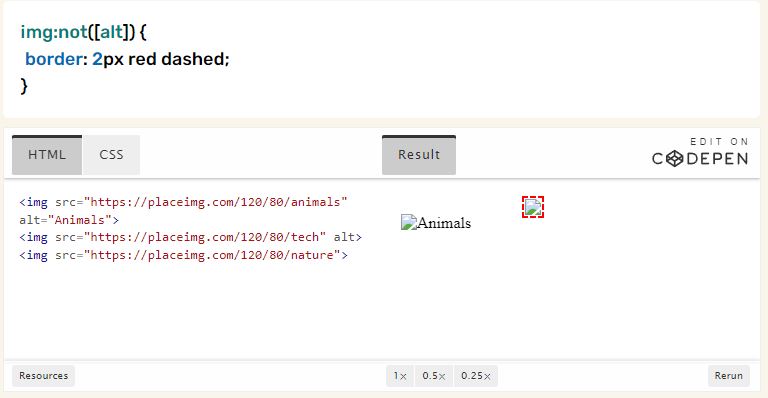 img:not([alt]) {
border: 2px red dashed;
}
EDIT ON
HTML CSS Result CODEPEN
<img src="https://placeimg.com/120/80/animals"
alt="Animals">
<img src="https://placeimg.com/120/80/tech" alt>
<img src="https://placeimg.com/120/80/nature">
Animals
Resources 1× 0.5× 0.25× Rerun